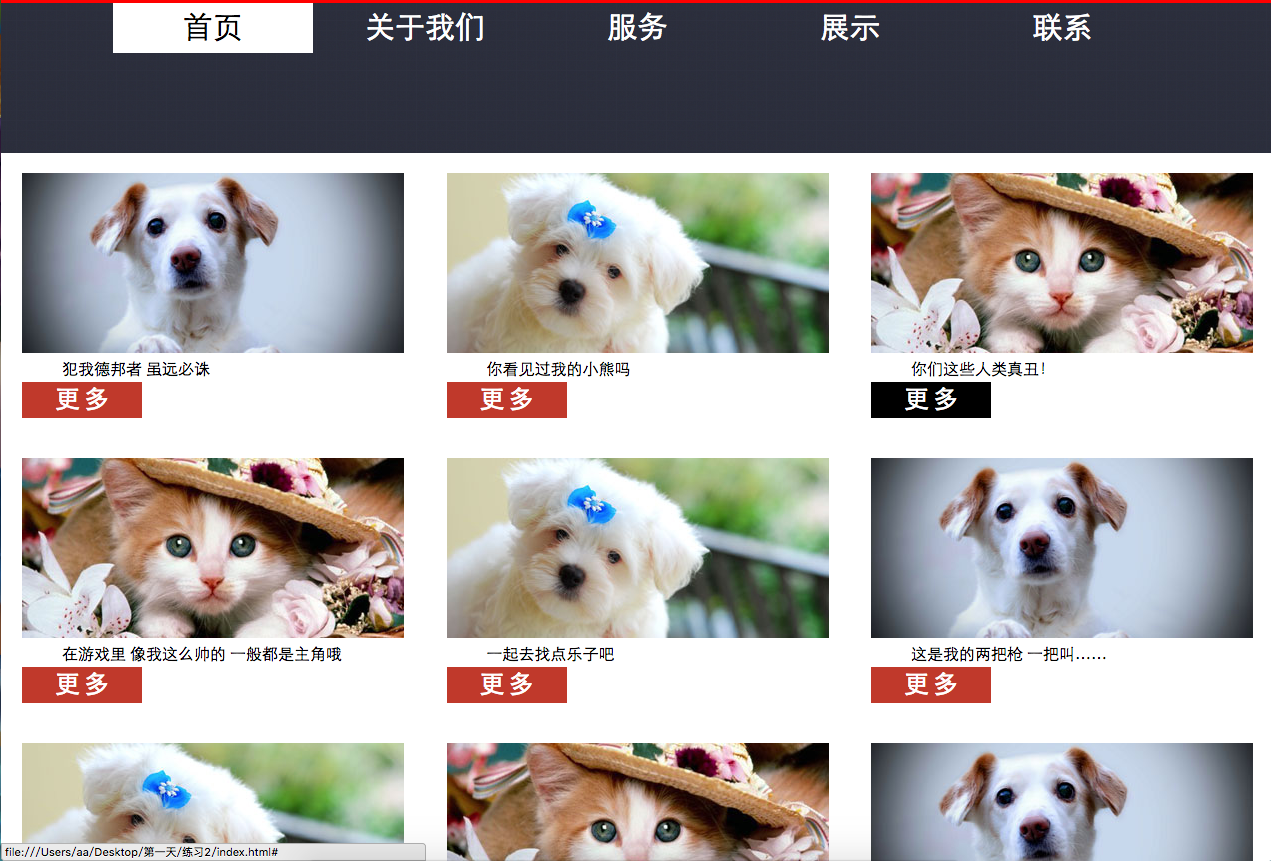 首页 关于我们 服务 展示 联系
犯我德邦者 虽远必诛
更多
你看见过我的小熊吗
更多
你们这些人类真丑！
更多
在游戏里 像我这么帅的 一般都是主角哦
更多
一起去找点乐子吧
更多
这是我的两把枪 一把叫……
更多
file:///Users/aa/Desktop/第一天/练习2/index.html#